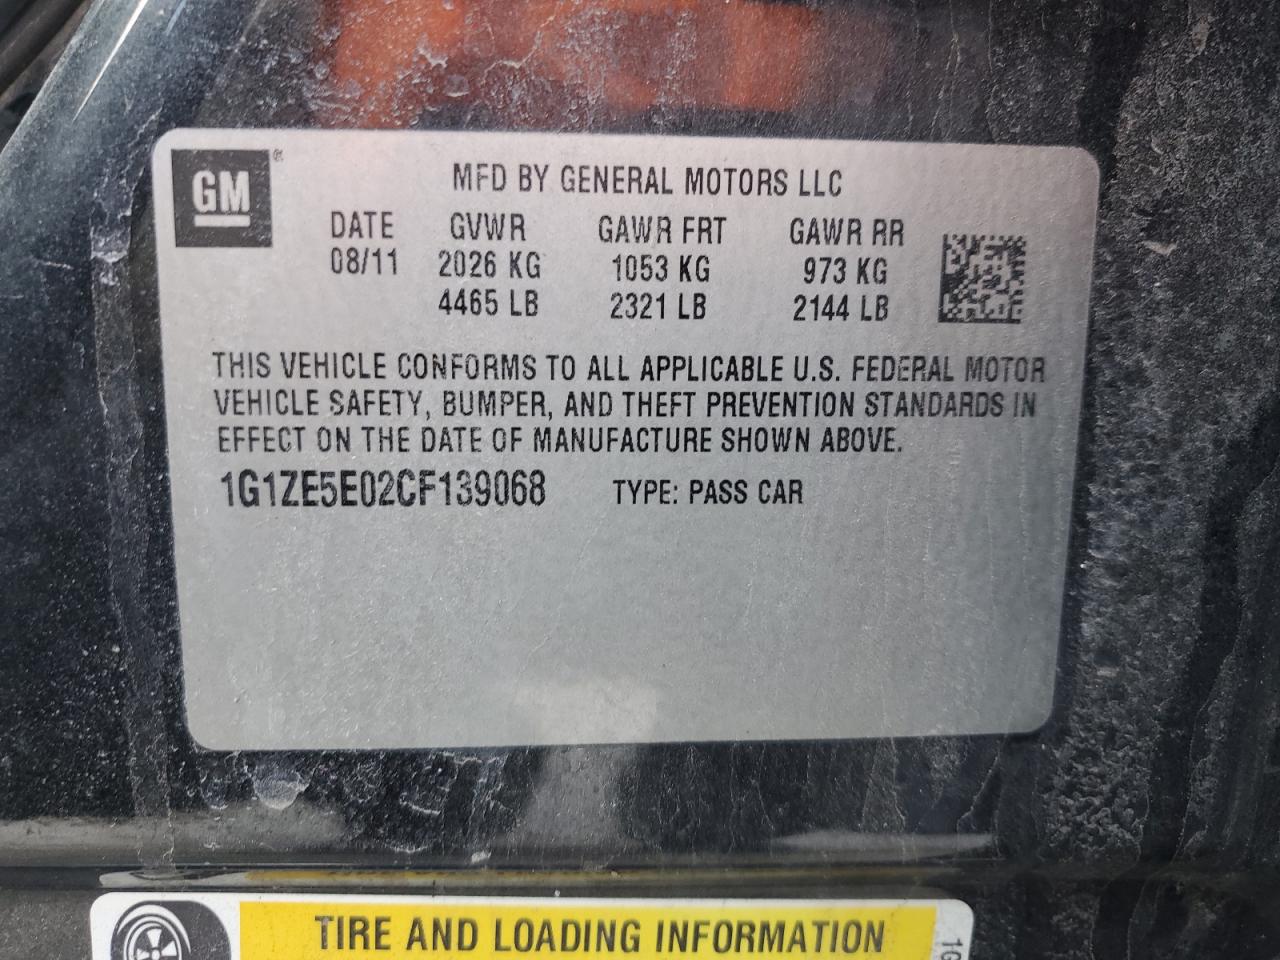 GM ®
MFD BY GENERAL MOTORS LLC
DATE GVWR GAWR FRT GAWR RR
08/11 2026 KG 1053 KG 973 KG
4465 LB 2321 LB 2144 LB
THIS VEHICLE CONFORMS TO ALL APPLICABLE U.S. FEDERAL MOTOR
VEHICLE SAFETY, BUMPER, AND THEFT PREVENTION STANDARDS IN
EFFECT ON THE DATE OF MANUFACTURE SHOWN ABOVE.
1G1ZE5E02CF139068 TYPE: PASS CAR
TIRE AND LOADING INFORMATION
1G